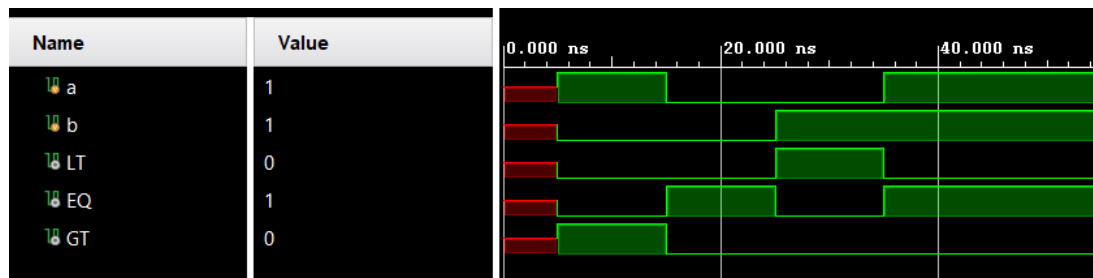 Name Value 0.000 ns 20.000 ns 40.000 ns
a 1
b 1
LT 0
EQ 1
GT 0